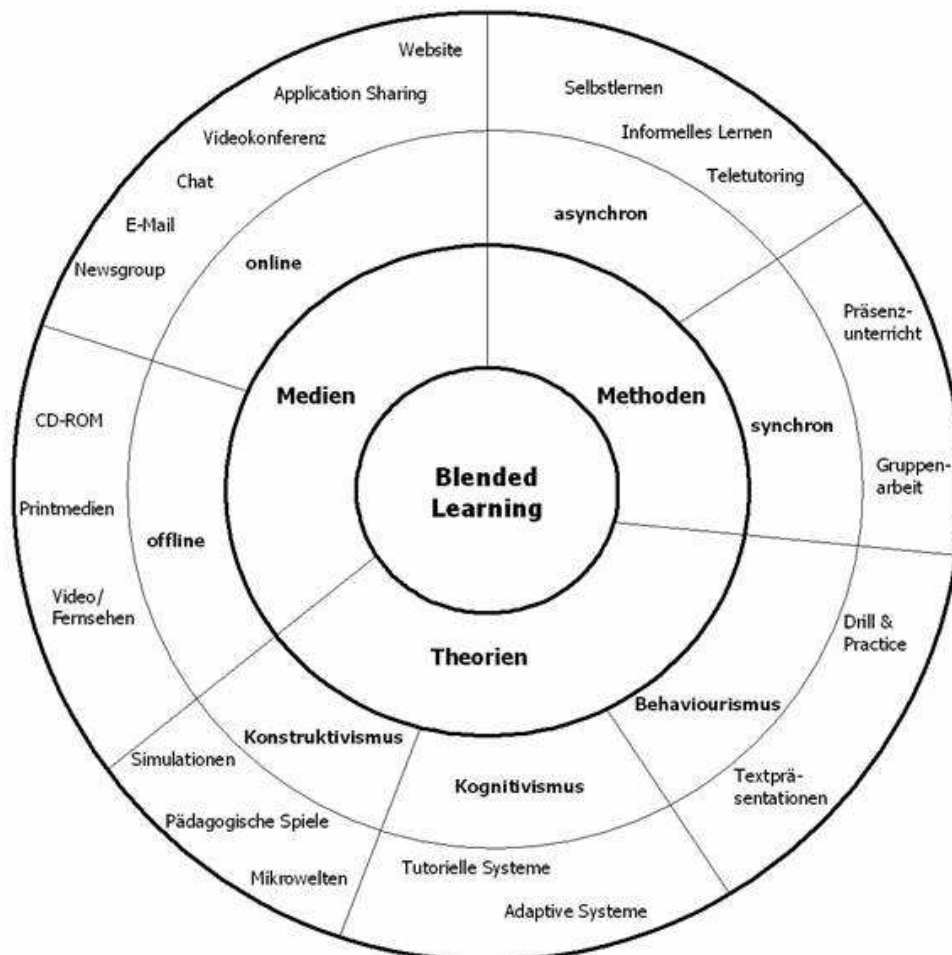 Website
Application Sharing
Videokonferenz
Chat
E-Mail
Newsgroup
online
Selbstlernen
Informelles Lernen
Teletutoring
asynchron
Präsenz-
unterricht
synchron
Gruppen-
arbeit
Medien
Methoden
Blended
Learning
CD-ROM
Printmedien
offline
Video/
Fernsehen
Theorien
Drill &
Practice
Behaviourismus
Textprä-
sentationen
Konstruktivismus
Simulationen
Pädagogische Spiele
Mikrowelten
Kognitivismus
Tutorielle Systeme
Adaptive Systeme